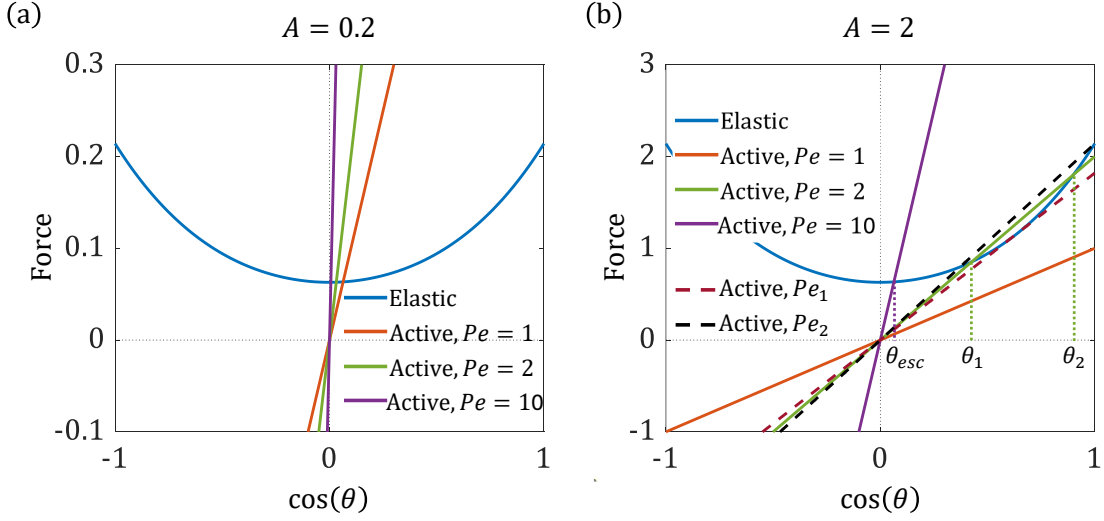 (a)
A = 0.2
0.3
0.2
0.1
0
-0.1
Force
-1
0
1
cos(θ)
Elastic
Active, Pe = 1
Active, Pe = 2
Active, Pe = 10
(b)
A = 2
3
2
1
0
-1
Force
-1
0
1
cos(θ)
Elastic
Active, Pe = 1
Active, Pe = 2
Active, Pe = 10
Active, Pe₁
Active, Pe₂
θesc
θ₁
θ₂